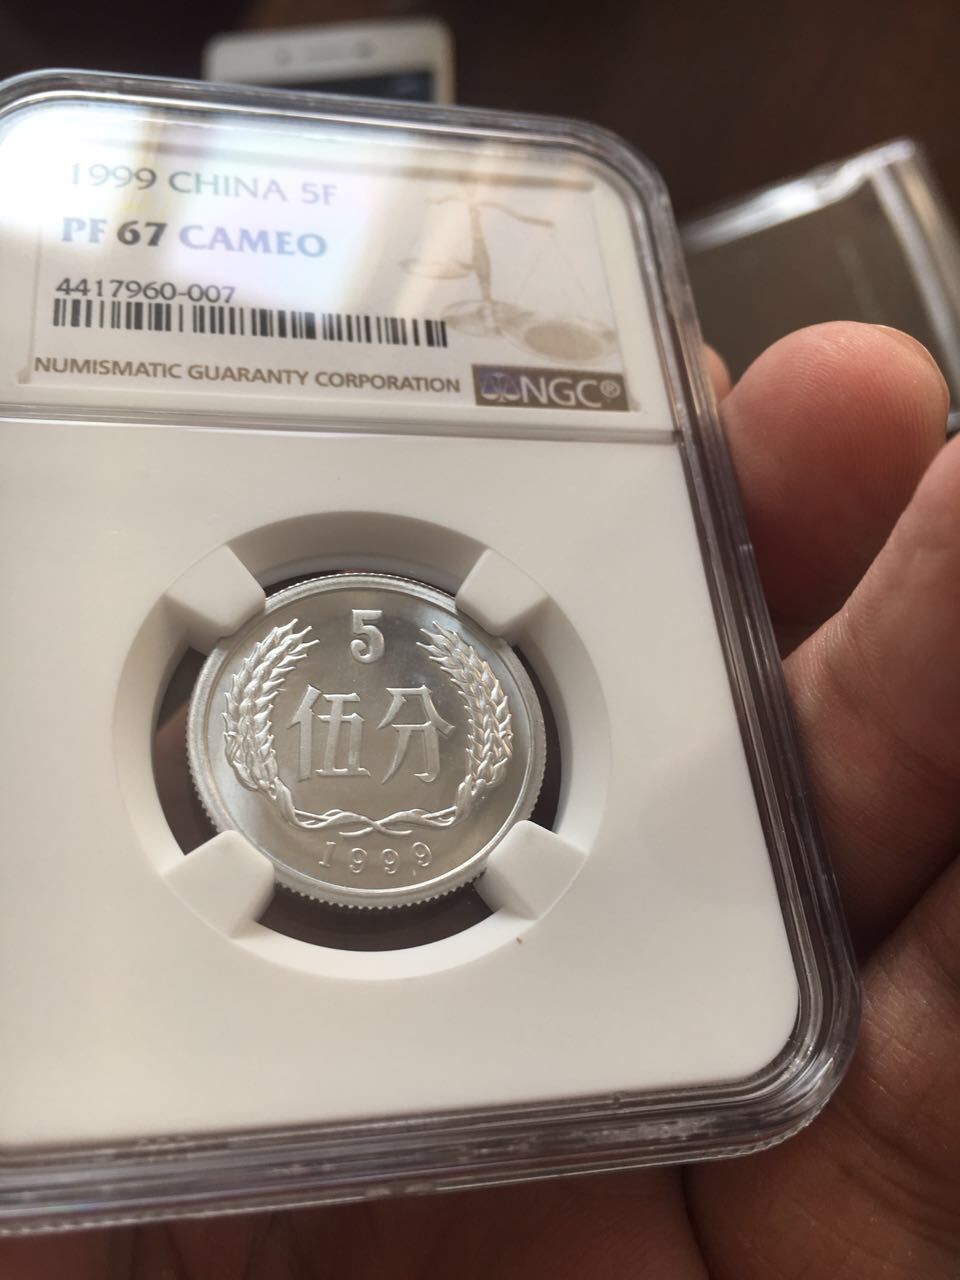 1999 CHINA 5F
PF 67 CAMEO
4417960-007
NUMISMATIC GUARANTY CORPORATION NGC®
5
伍分
1999